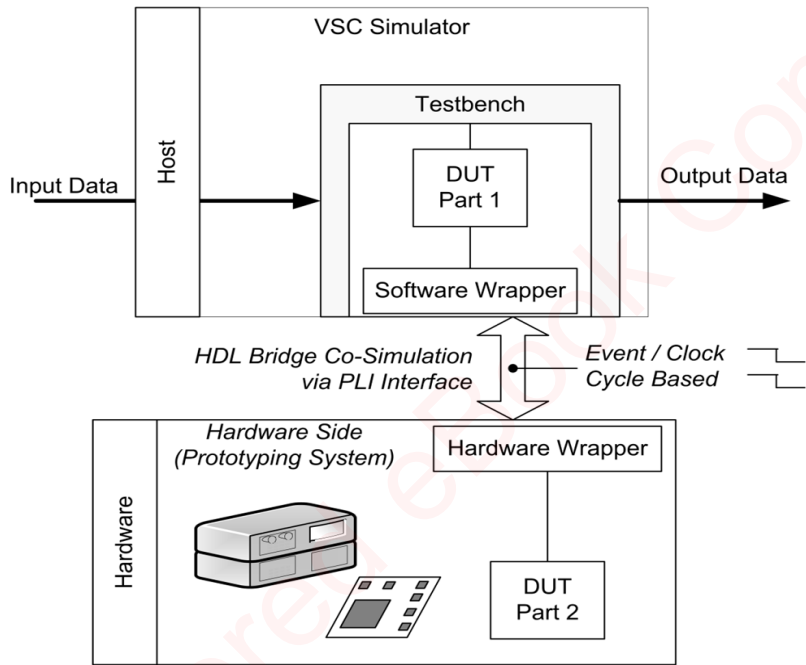 VSC Simulator
Testbench
Host
Input Data
DUT
Part 1
Output Data
Software Wrapper
HDL Bridge Co-Simulation
via PLI Interface
Event / Clock
Cycle Based
Hardware
Hardware Side
(Prototyping System)
Hardware Wrapper
DUT
Part 2